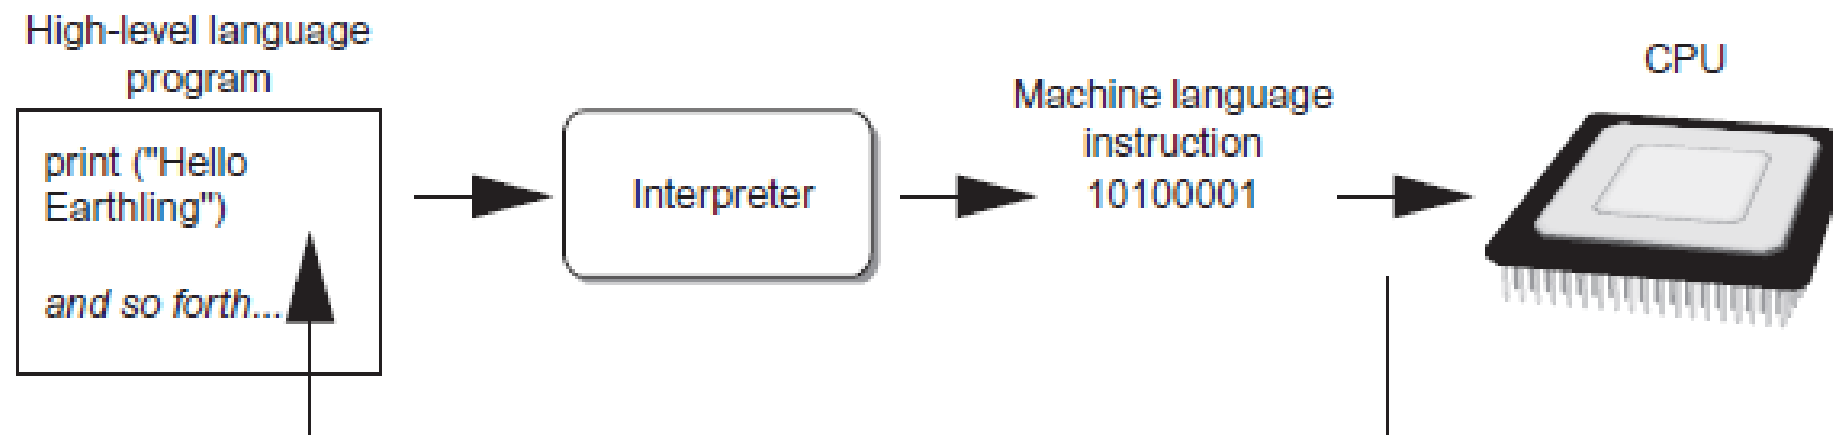 High-level language
program
print ("Hello
Earthling")
and so forth...
Interpreter
Machine language
instruction
10100001
CPU